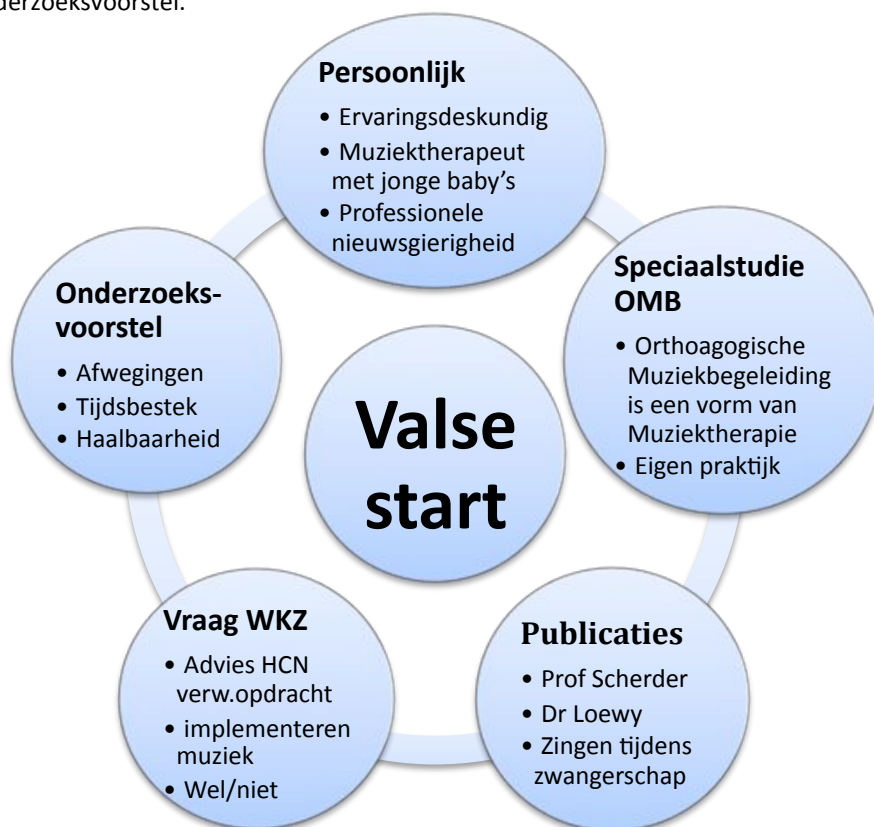 derzoeksvoorstel.
Persoonlijk
• Ervaringsdeskundig
• Muziektherapeut
met jonge baby's
• Professionele
nieuwsgierigheid
Speciaalstudie
OMB
• Orthoagogische
Muziekbegeleiding
is een vorm van
Muziektherapie
• Eigen praktijk
Publicaties
• Prof Scherder
• Dr Loewy
• Zingen tijdens
zwangerschap
Vraag WKZ
• Advies HCN
verw.opdracht
• implementeren
muziek
• Wel/niet
Onderzoeks-
voorstel
• Afwegingen
• Tijdsbestek
• Haalbaarheid
Valse
start